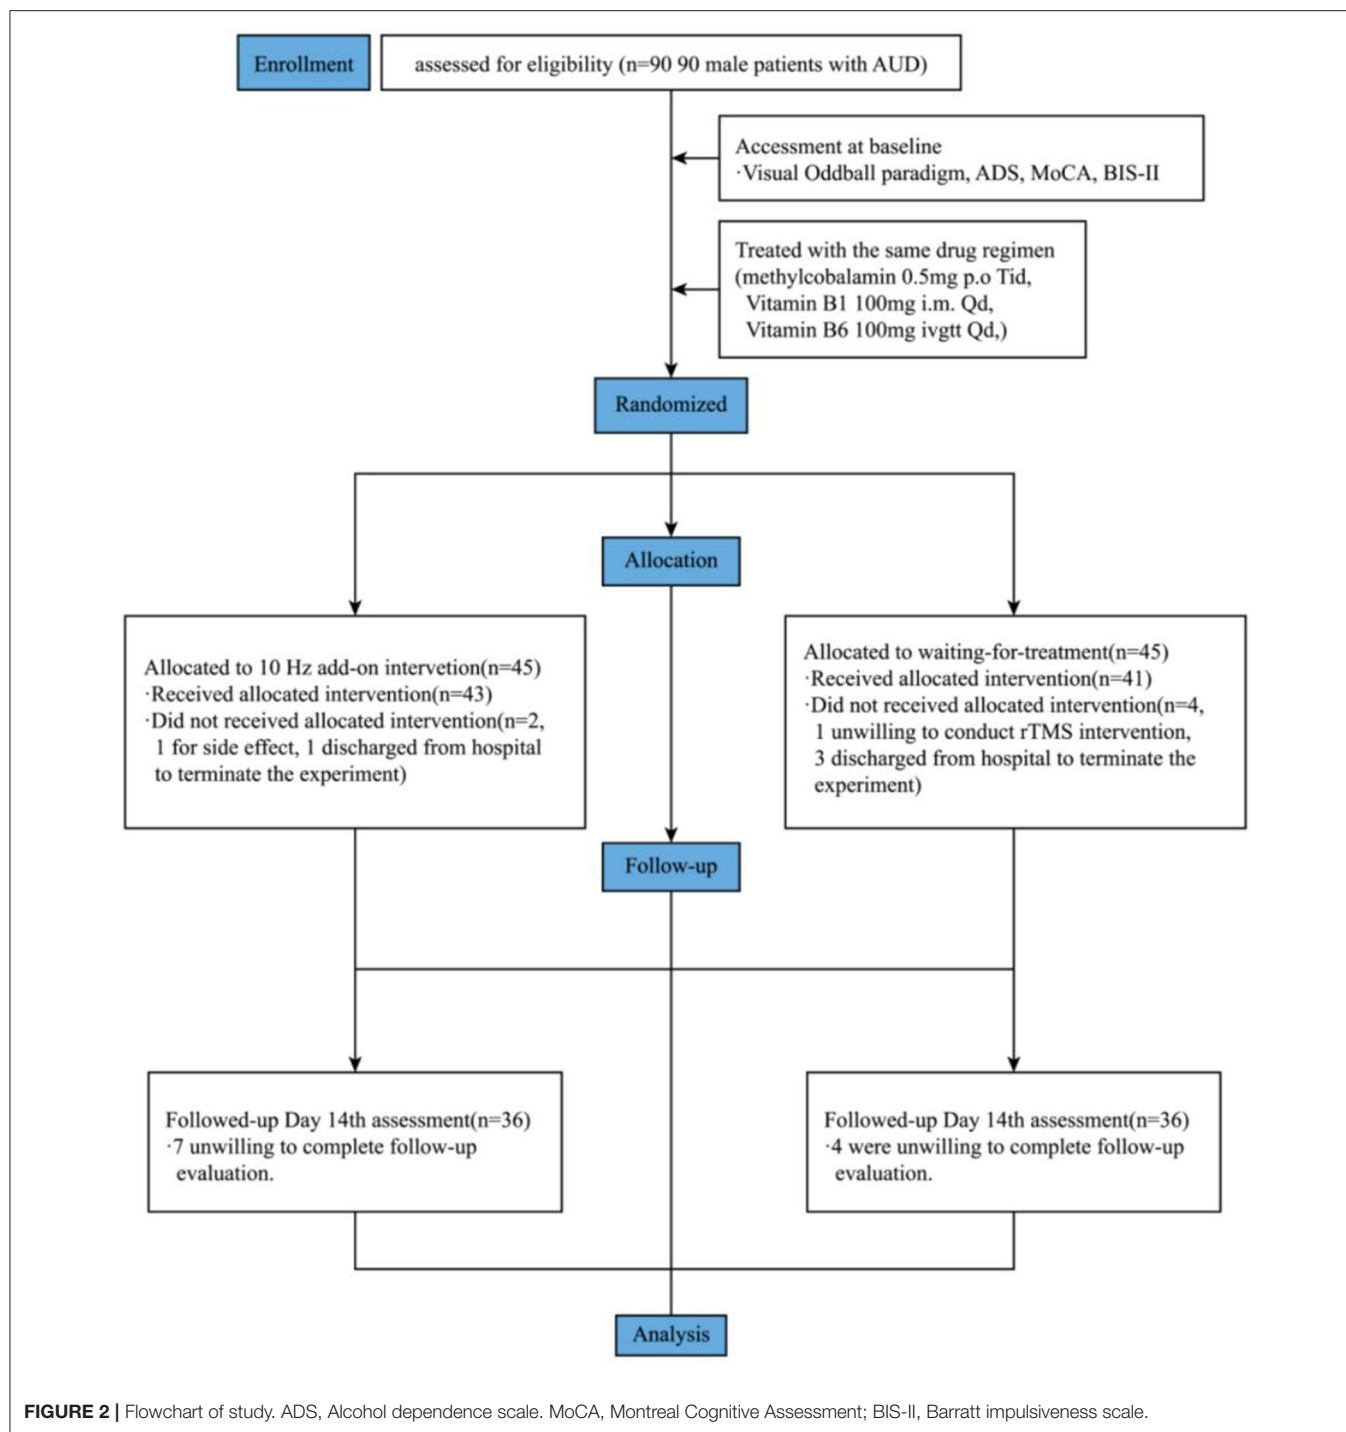 Enrollment
assessed for eligibility (n=90 90 male patients with AUD)
Accessment at baseline
·Visual Oddball paradigm, ADS, MoCA, BIS-II
Treated with the same drug regimen
(methylcobalamin 0.5mg p.o Tid,
Vitamin B1 100mg i.m. Qd,
Vitamin B6 100mg ivgtt Qd,)
Randomized
Allocation
Allocated to 10 Hz add-on intervetion(n=45)
·Received allocated intervention(n=43)
·Did not received allocated intervention(n=2,
1 for side effect, 1 discharged from hospital
to terminate the experiment)
Allocated to waiting-for-treatment(n=45)
·Received allocated intervention(n=41)
·Did not received allocated intervention(n=4,
1 unwilling to conduct rTMS intervention,
3 discharged from hospital to terminate the
experiment)
Follow-up
Followed-up Day 14th assessment(n=36)
·7 unwilling to complete follow-up
evaluation.
Followed-up Day 14th assessment(n=36)
·4 were unwilling to complete follow-up
evaluation.
Analysis
FIGURE 2 | Flowchart of study. ADS, Alcohol dependence scale. MoCA, Montreal Cognitive Assessment; BIS-II, Barratt impulsiveness scale.